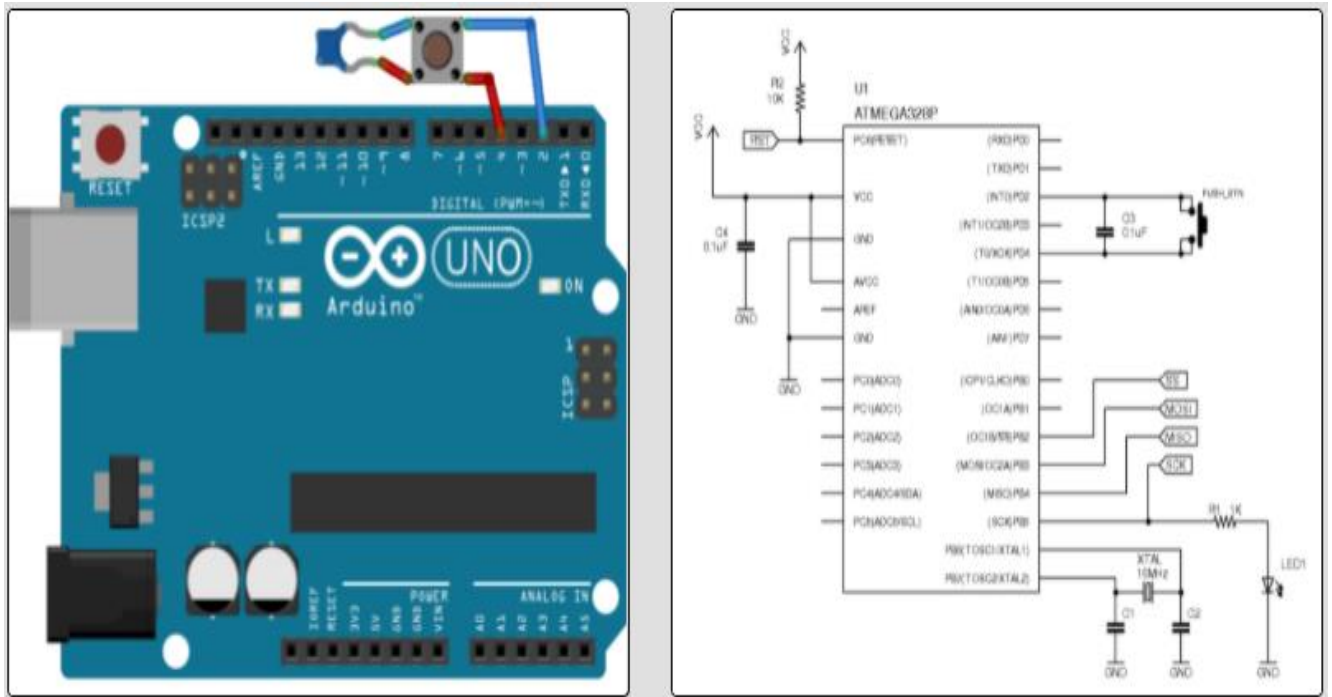 RESET
ICSP2
AREF
GND
13
12
~11
~10
~9
8
7
~6
~5
4
~3
2
TXD▶1
RXD◀0
DIGITAL (PWM=~)
L
TX
RX
Arduino™
UNO
ON
1
ICSP
IOREF
RESET
3V3
5V
GND
GND
VIN
POWER
ANALOG IN
A0
A1
A2
A3
A4
A5
VCC
R2
10K
U1
ATMEGA328P
VCC
RST
PC6(RESET)
VCC
GND
AVCC
AREF
GND
PC0(ADC0)
PC1(ADC1)
PC2(ADC2)
PC3(ADC3)
PC4(ADC4/SDA)
PC5(ADC5/SCL)
(RXD)PD0
(TXD)PD1
(INT0)PD2
(INT1/OC2B)PD3
(T0/XCK)PD4
(T1/OC0B)PD5
(AIN0/OC0A)PD6
(AIN1)PD7
(ICP1/CLKO)PB0
(OC1A)PB1
(OC1B/SS)PB2
(MOSI/OC2A)PB3
(MISO)PB4
(SCK)PB5
PB6(TOSC1/XTAL1)
PB7(TOSC2/XTAL2)
C4
0.1uF
GND
GND
C3
0.1uF
PUSH_BTN
SS
MOSI
MISO
SCK
R1 1K
LED1
XTAL
16MHz
C1
C2
GND
GND
GND